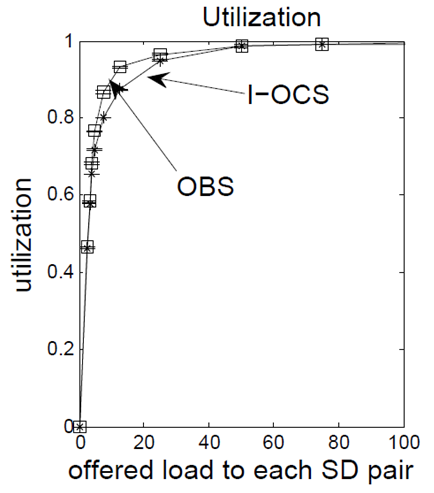 Utilization
1
0.8
0.6
0.4
0.2
0
utilization
I-OCS
OBS
0 20 40 60 80 100
offered load to each SD pair